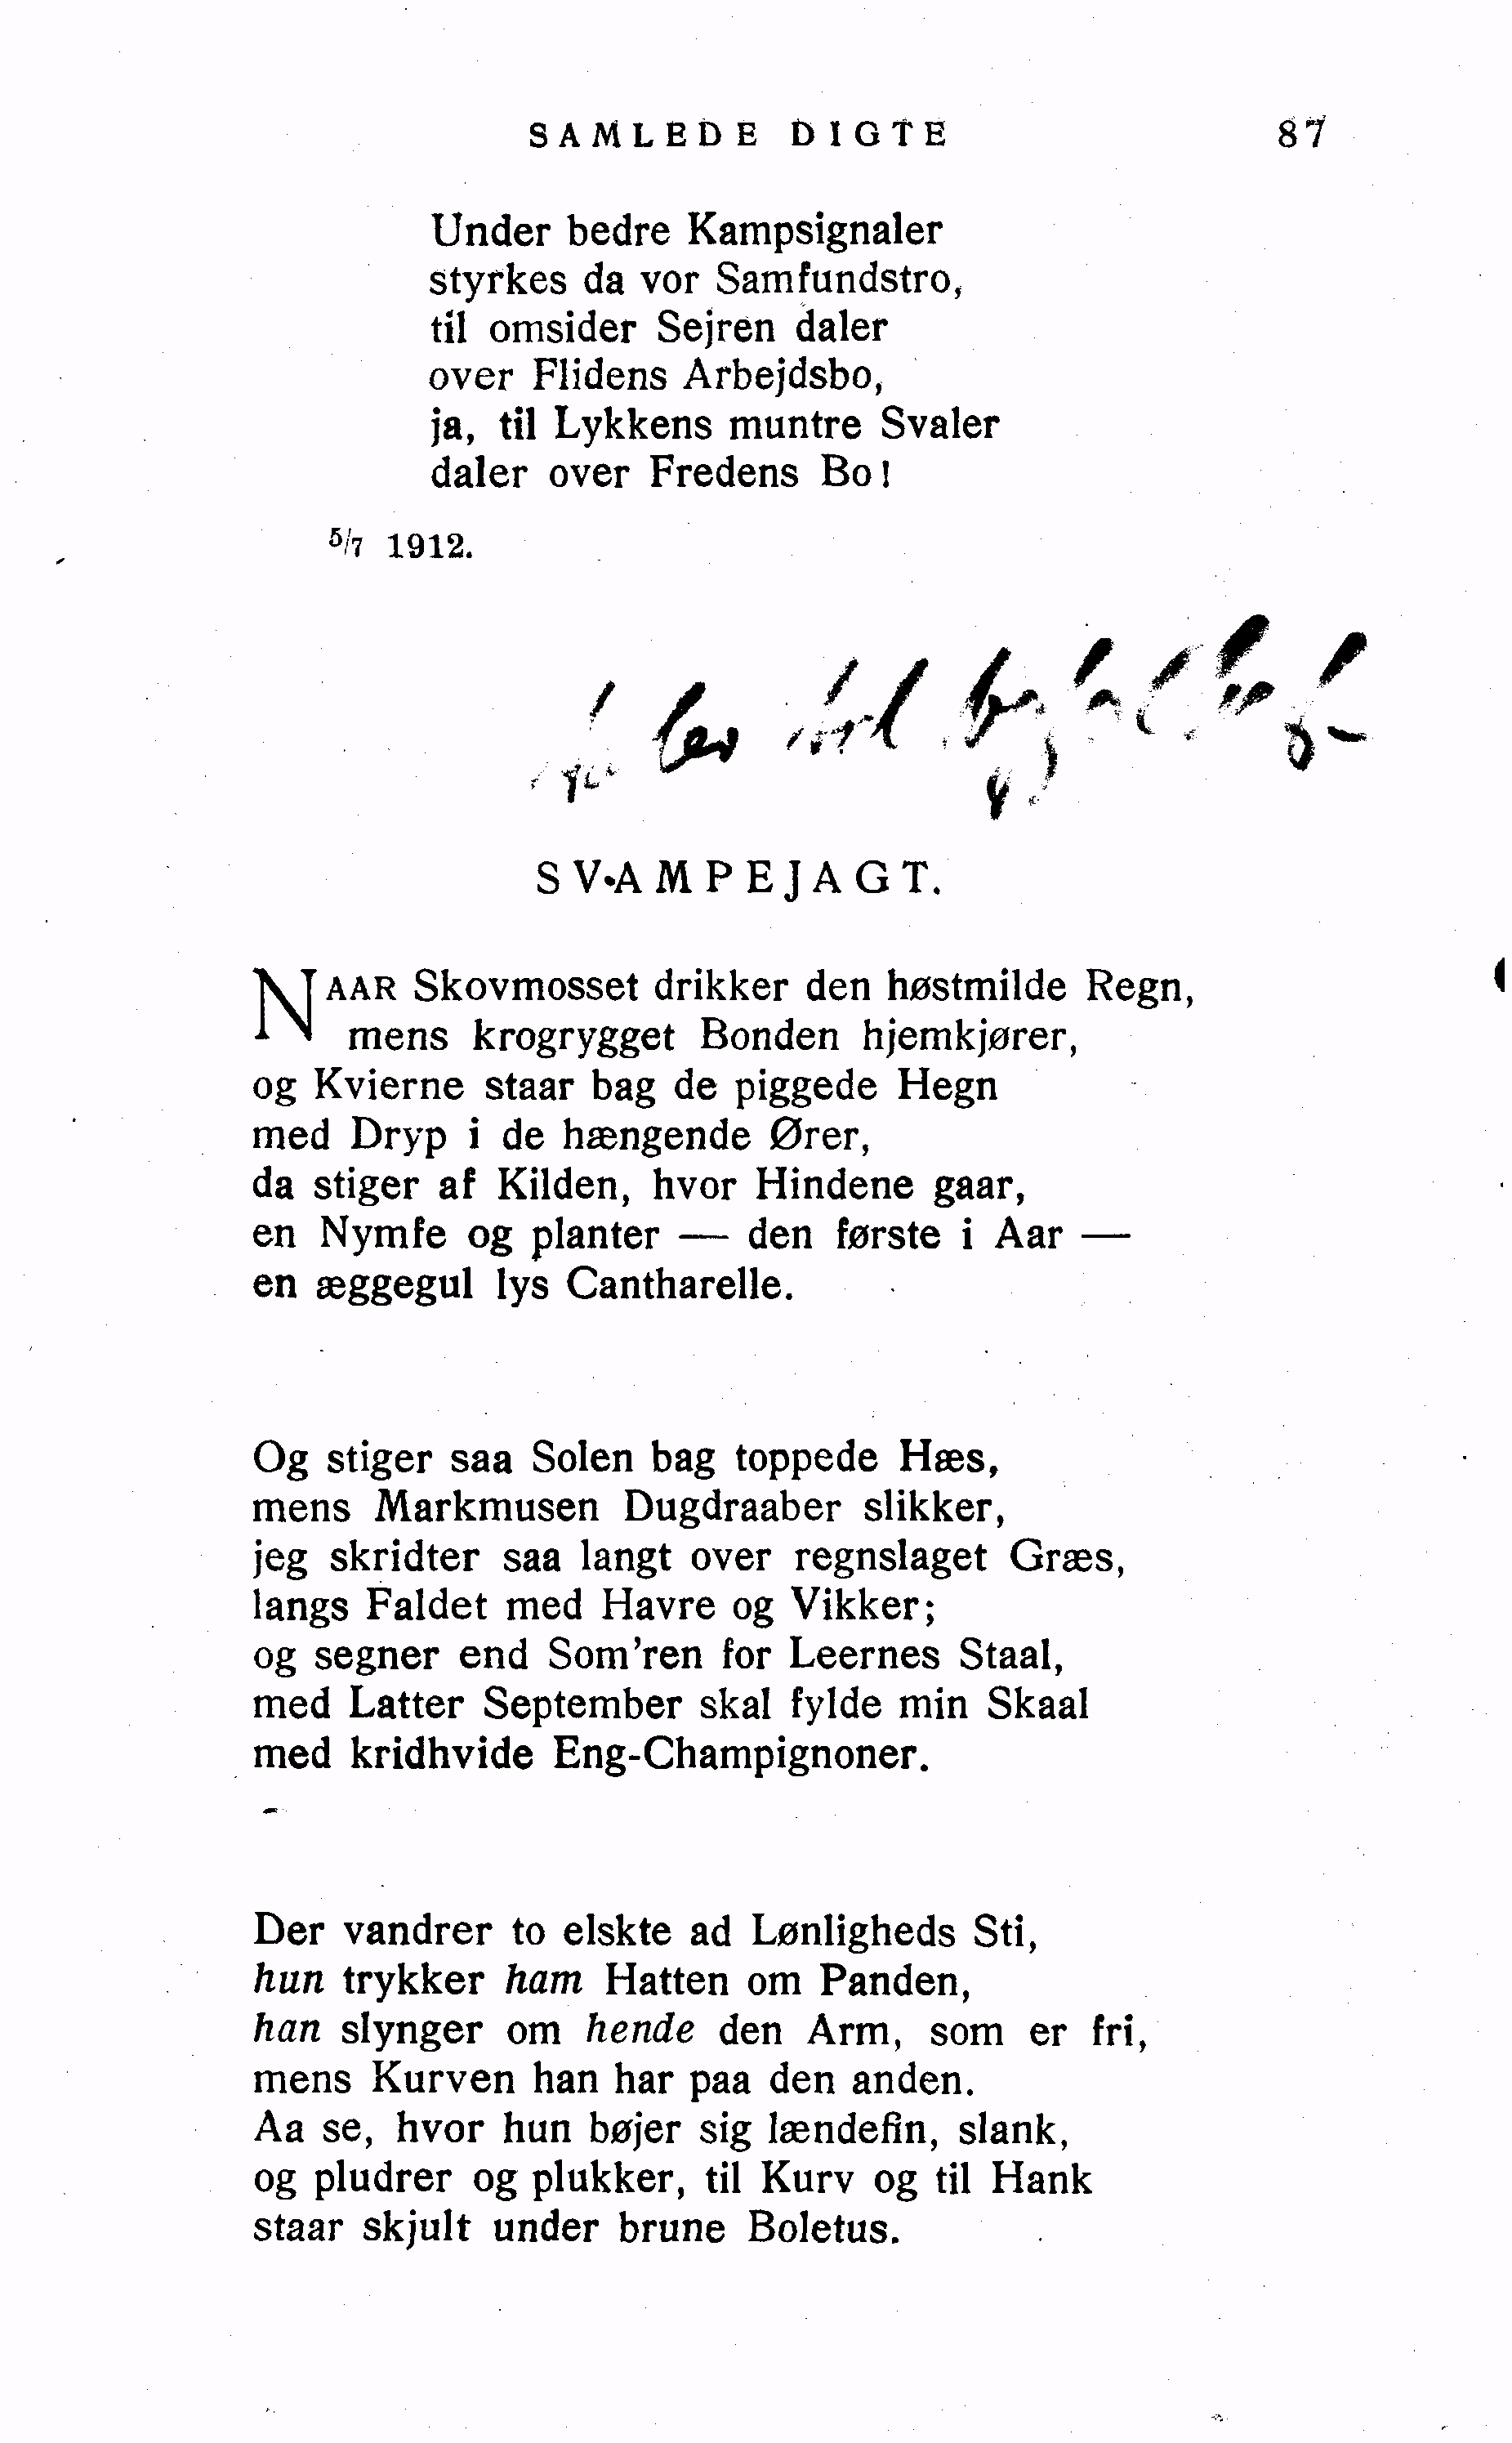 SAMLEDE DIGTE 87
Under bedre Kampsignaler
styrkes da vor Samfundstro,
til omsider Sejren daler
over Flidens Arbejdsbo,
ja, til Lykkens muntre Svaler
daler over Fredens Bo!
5/7 1912.
SVAMPEJAGT.
NAAR Skovmosset drikker den høstmilde Regn,
mens krogrygget Bonden hjemkjører,
og Kvierne staar bag de piggede Hegn
med Dryp i de hængende Ører,
da stiger af Kilden, hvor Hindene gaar,
en Nymfe og planter — den første i Aar —
en æggegul lys Cantharelle.
Og stiger saa Solen bag toppede Hæs,
mens Markmusen Dugdraaber slikker,
jeg skridter saa langt over regnslaget Græs,
langs Faldet med Havre og Vikker;
og segner end Som'ren for Leernes Staal,
med Latter September skal fylde min Skaal
med kridhvide Eng-Champignoner.
Der vandrer to elskte ad Lønligheds Sti,
hun trykker ham Hatten om Panden,
han slynger om hende den Arm, som er fri,
mens Kurven han har paa den anden.
Aa se, hvor hun bøjer sig lændefin, slank,
og pludrer og plukker, til Kurv og til Hank
staar skjult under brune Boletus.